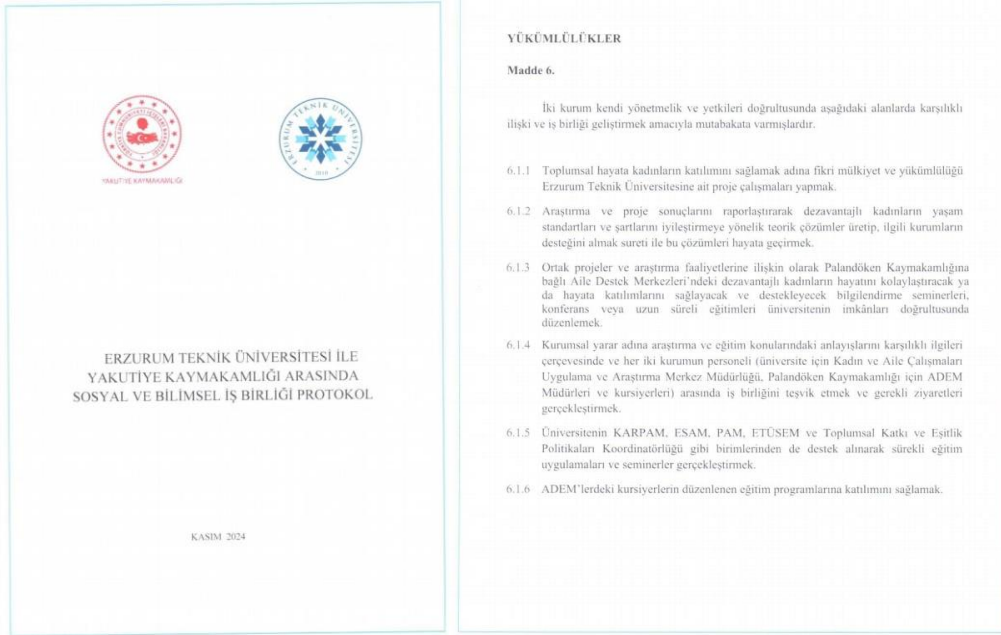 YAKUTİYE KAYMAKAMLIĞI
ERZURUM TEKNİK ÜNİVERSİTESİ
2010
ERZURUM TEKNİK ÜNİVERSİTESİ İLE
YAKUTİYE KAYMAKAMLIĞI ARASINDA
SOSYAL VE BİLİMSEL İŞ BİRLİĞİ PROTOKOL
KASIM 2024
YÜKÜMLÜLÜKLER
Madde 6.
İki kurum kendi yönetmelik ve yetkileri doğrultusunda aşağıdaki alanlarda karşılıklı
ilişki ve iş birliği geliştirmek amacıyla mutabakata varmışlardır.
6.1.1 Toplumsal hayata kadınların katılımını sağlamak adına fikri mülkiyet ve yükümlülüğü
Erzurum Teknik Üniversitesine ait proje çalışmaları yapmak.
6.1.2 Araştırma ve proje sonuçlarını raporlaştırarak dezavantajlı kadınların yaşam
standartları ve şartlarını iyileştirmeye yönelik teorik çözümler üretip, ilgili kurumların
desteğini almak sureti ile bu çözümleri hayata geçirmek.
6.1.3 Ortak projeler ve araştırma faaliyetlerine ilişkin olarak Palandöken Kaymakamlığına
bağlı Aile Destek Merkezleri'ndeki dezavantajlı kadınların hayatını kolaylaştıracak ya
da hayata katılımlarını sağlayacak ve destekleyecek bilgilendirme seminerleri,
konferans veya uzun süreli eğitimleri üniversitenin imkânları doğrultusunda
düzenlemek.
6.1.4 Kurumsal yarar adına araştırma ve eğitim konularındaki anlayışlarını karşılıklı ilgileri
çerçevesinde ve her iki kurumun personeli (üniversite için Kadın ve Aile Çalışmaları
Uygulama ve Araştırma Merkez Müdürlüğü, Palandöken Kaymakamlığı için ADEM
Müdürleri ve kursiyerleri) arasında iş birliğini teşvik etmek ve gerekli ziyaretleri
gerçekleştirmek.
6.1.5 Üniversitenin KARPAM, ESAM, PAM, ETÜSEM ve Toplumsal Katkı ve Eşitlik
Politikaları Koordinatörlüğü gibi birimlerinden de destek alınarak sürekli eğitim
uygulamaları ve seminerler gerçekleştirmek.
6.1.6 ADEM'lerdeki kursiyerlerin düzenlenen eğitim programlarına katılımını sağlamak.